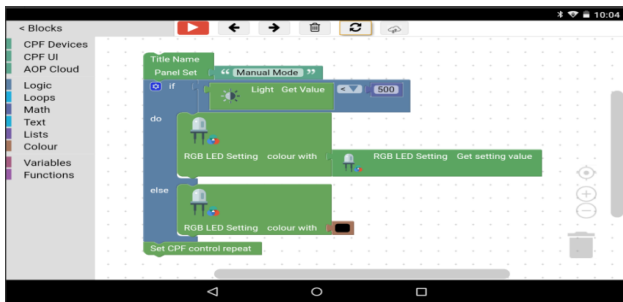 10:04
< Blocks
CPF Devices
CPF UI
AOP Cloud
Logic
Loops
Math
Text
Lists
Colour
Variables
Functions
Title Name
Panel Set “ Manual Mode ”
if Light Get Value < 500
do
RGB LED Setting colour with RGB LED Setting Get setting value
else
RGB LED Setting colour with
Set CPF control repeat